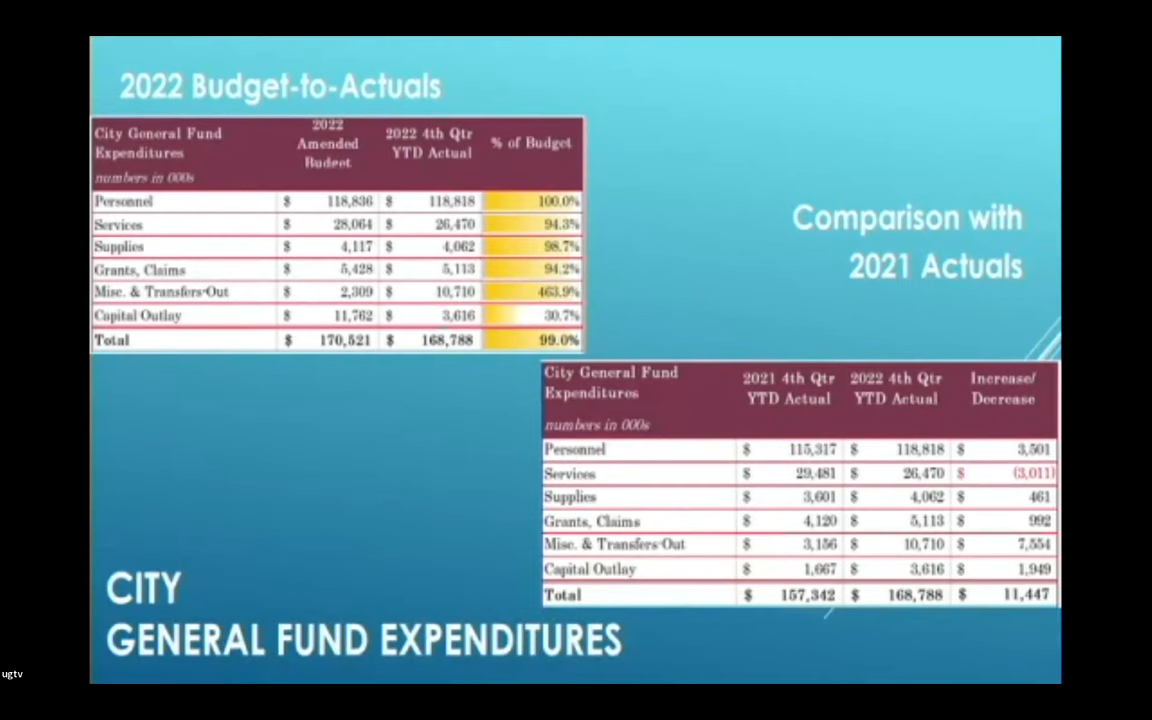 2022 Budget-to-Actuals
City General Fund Expenditures numbers in 000s 2022 Amended Budget 2022 4th Qtr YTD Actual % of Budget
Personnel $ 118,836 $ 118,818 100.0%
Services $ 28,064 $ 26,470 94.3%
Supplies $ 4,117 $ 4,062 98.7%
Grants, Claims $ 5,428 $ 5,113 94.2%
Misc. & Transfers-Out $ 2,309 $ 10,710 463.9%
Capital Outlay $ 11,762 $ 3,616 30.7%
Total $ 170,521 $ 168,788 99.0%
Comparison with
2021 Actuals
City General Fund Expenditures numbers in 000s 2021 4th Qtr YTD Actual 2022 4th Qtr YTD Actual Increase/ Decrease
Personnel $ 115,317 $ 118,818 $ 3,501
Services $ 29,481 $ 26,470 $ (3,011)
Supplies $ 3,601 $ 4,062 $ 461
Grants, Claims $ 4,120 $ 5,113 $ 992
Misc. & Transfers-Out $ 3,156 $ 10,710 $ 7,554
Capital Outlay $ 1,667 $ 3,616 $ 1,949
Total $ 157,342 $ 168,788 $ 11,447
CITY
GENERAL FUND EXPENDITURES
ugtv